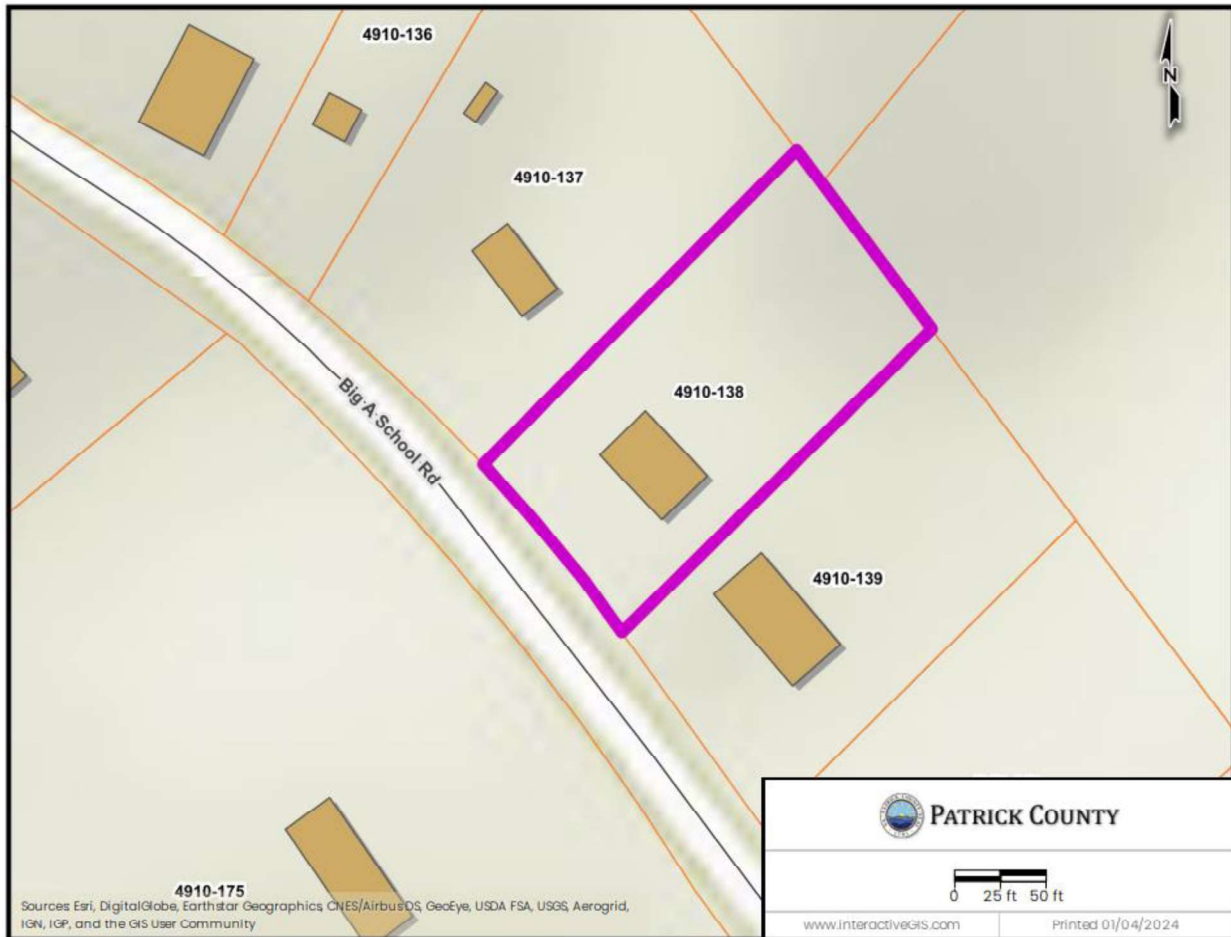 4910-136
N
4910-137
4910-138
Big A School Rd
4910-139
4910-175
Sources: Esri, DigitalGlobe, Earthstar Geographics, CNES/Airbus DS, GeoEye, USDA FSA, USGS, Aerogrid,
IGN, IGP, and the GIS User Community
PATRICK COUNTY
0 25 ft 50 ft
www.interactiveGIS.com
Printed 01/04/2024